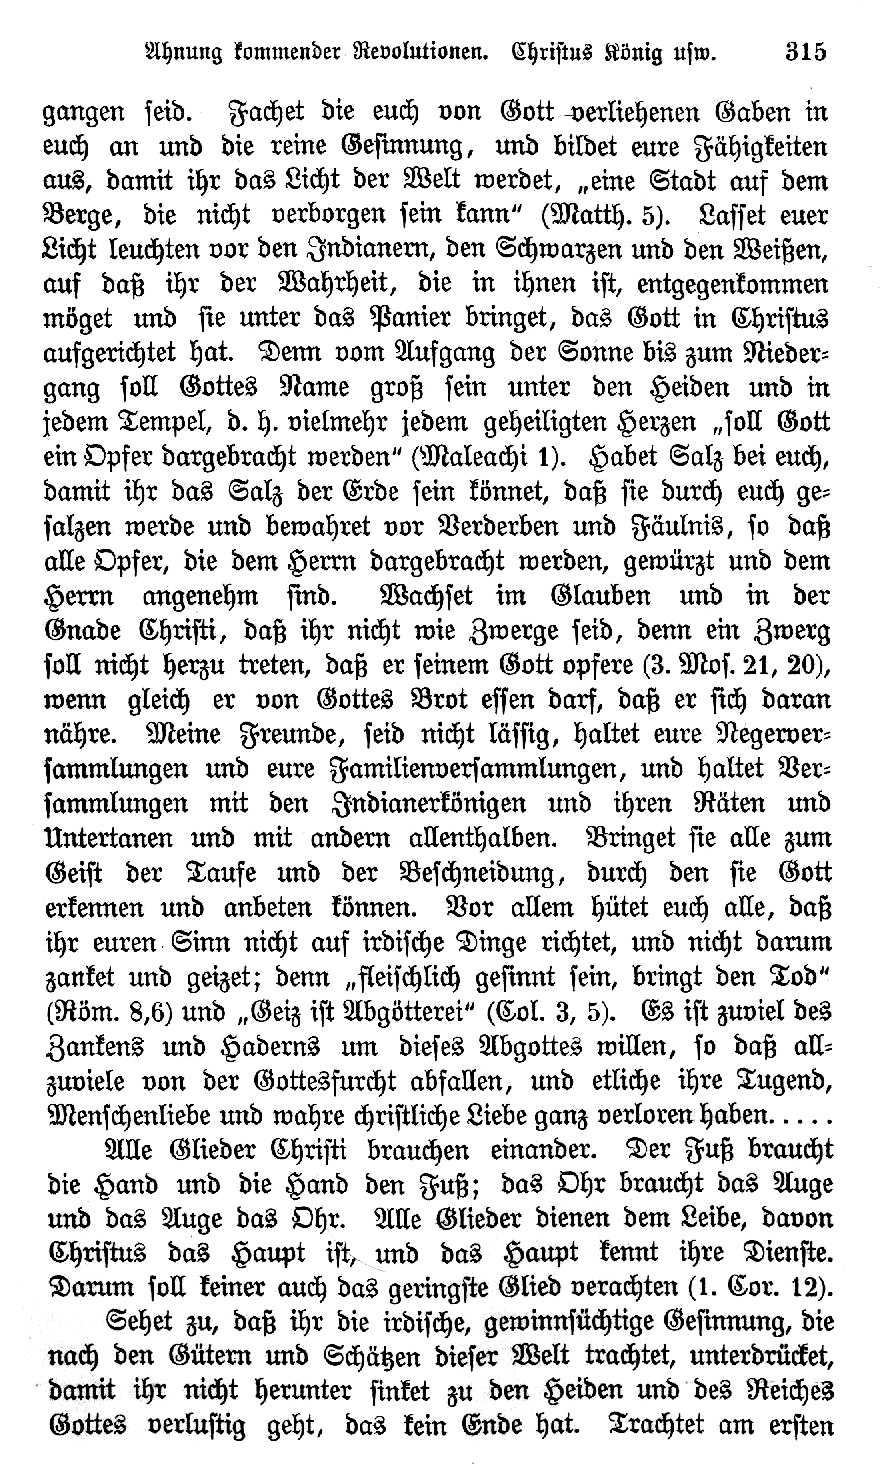 Ahnung kommender Revolutionen. Christus König usw. 315
gangen seid. Fachet die euch von Gott verliehenen Gaben in
euch an und die reine Gesinnung, und bildet eure Fähigkeiten
aus, damit ihr das Licht der Welt werdet, „eine Stadt auf dem
Berge, die nicht verborgen sein kann“ (Matth. 5). Lasset euer
Licht leuchten vor den Indianern, den Schwarzen und den Weißen,
auf daß ihr der Wahrheit, die in ihnen ist, entgegenkommen
möget und sie unter das Panier bringet, das Gott in Christus
aufgerichtet hat. Denn vom Aufgang der Sonne bis zum Nieder-
gang soll Gottes Name groß sein unter den Heiden und in
jedem Tempel, d. h. vielmehr jedem geheiligten Herzen „soll Gott
ein Opfer dargebracht werden“ (Maleachi 1). Habet Salz bei euch,
damit ihr das Salz der Erde sein könnet, daß sie durch euch ge-
salzen werde und bewahret vor Verderben und Fäulnis, so daß
alle Opfer, die dem Herrn dargebracht werden, gewürzt und dem
Herrn angenehm sind. Wachset im Glauben und in der
Gnade Christi, daß ihr nicht wie Zwerge seid, denn ein Zwerg
soll nicht herzu treten, daß er seinem Gott opfere (3. Mos. 21, 20),
wenn gleich er von Gottes Brot essen darf, daß er sich daran
nähre. Meine Freunde, seid nicht lässig, haltet eure Negerver-
sammlungen und eure Familienversammlungen, und haltet Ver-
sammlungen mit den Indianerkönigen und ihren Räten und
Untertanen und mit andern allenthalben. Bringet sie alle zum
Geist der Taufe und der Beschneidung, durch den sie Gott
erkennen und anbeten können. Vor allem hütet euch alle, daß
ihr euren Sinn nicht auf irdische Dinge richtet, und nicht darum
zanket und geizet; denn „fleischlich gesinnt sein, bringt den Tod“
(Röm. 8,6) und „Geiz ist Abgötterei“ (Col. 3, 5). Es ist zuviel des
Zankens und Haderns um dieses Abgottes willen, so daß all-
zuviele von der Gottesfurcht abfallen, und etliche ihre Tugend,
Menschenliebe und wahre christliche Liebe ganz verloren haben.....
Alle Glieder Christi brauchen einander. Der Fuß braucht
die Hand und die Hand den Fuß; das Ohr braucht das Auge
und das Auge das Ohr. Alle Glieder dienen dem Leibe, davon
Christus das Haupt ist, und das Haupt kennt ihre Dienste.
Darum soll keiner auch das geringste Glied verachten (1. Cor. 12).
Sehet zu, daß ihr die irdische, gewinnsüchtige Gesinnung, die
nach den Gütern und Schätzen dieser Welt trachtet, unterdrücket,
damit ihr nicht herunter sinket zu den Heiden und des Reiches
Gottes verlustig geht, das kein Ende hat. Trachtet am ersten